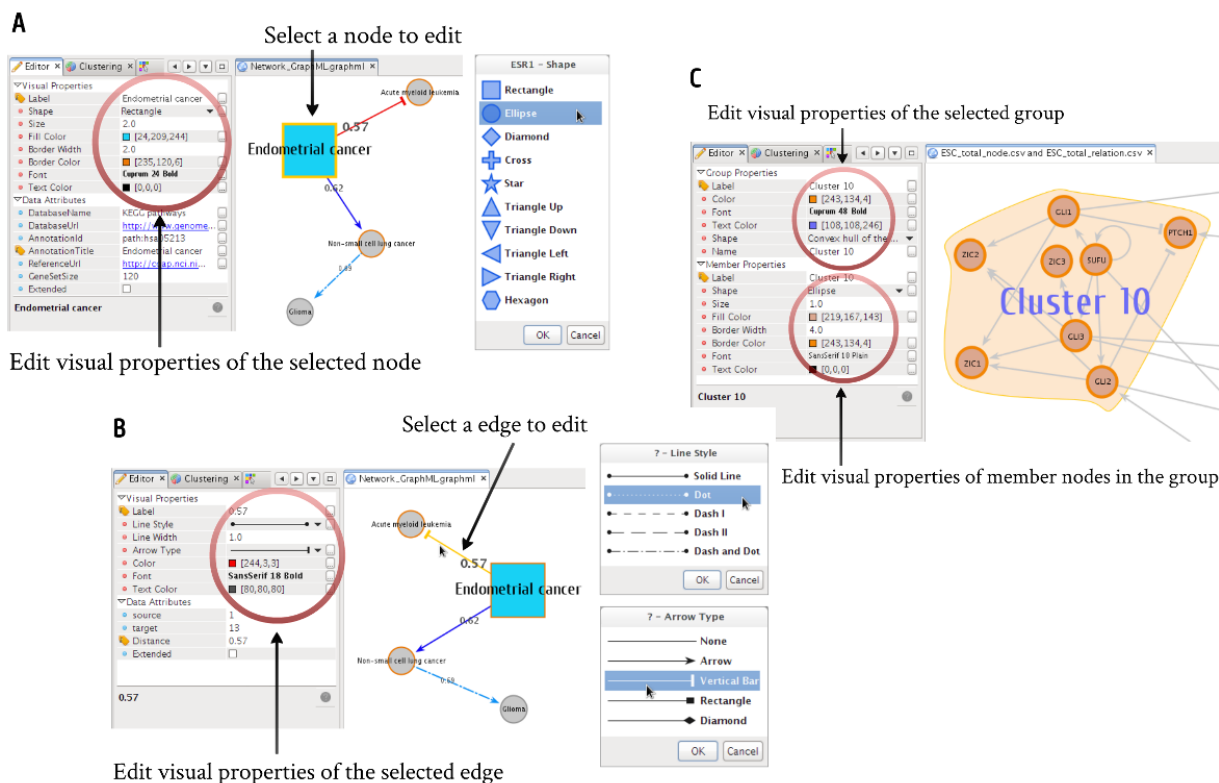 A
Select a node to edit
Editor × Clustering ×
Network_GraphML.graphml ×
Visual Properties
Label Endometrial cancer
Shape Rectangle
Size 2.0
Fill Color [24,209,244]
Border Width 2.0
Border Color [235,120,6]
Font Cuprum 24 Bold
Text Color [0,0,0]
Data Attributes
DatabaseName KEGG pathways
DatabaseUrl http://www.genome...
AnnotationId path:hsa05213
AnnotationTitle Endometrial cancer
ReferenceUrl http://cgap.nci.ni...
GeneSetSize 120
Extended
Endometrial cancer
Acute myeloid leukemia
0.57
Endometrial cancer
0.62
Non-small cell lung cancer
Glioma
ESR1 - Shape
Rectangle
Ellipse
Diamond
Cross
Star
Triangle Up
Triangle Down
Triangle Left
Triangle Right
Hexagon
OK Cancel
Edit visual properties of the selected node
B
Select a edge to edit
Editor × Clustering ×
Network_GraphML.graphml ×
Visual Properties
Label 0.57
Line Style
Line Width 1.0
Arrow Type
Color [244,3,3]
Font SansSerif 18 Bold
Text Color [80,80,80]
Data Attributes
source 1
target 13
Distance 0.57
Extended
0.57
Acute myeloid leukemia
0.57
Endometrial cancer
0.62
Non-small cell lung cancer
Glioma
? - Line Style
Solid Line
Dot
Dash I
Dash II
Dash and Dot
OK Cancel
? - Arrow Type
None
Arrow
Vertical Bar
Rectangle
Diamond
OK Cancel
Edit visual properties of the selected edge
C
Edit visual properties of the selected group
Editor × Clustering ×
ESC_total_node.csv and ESC_total_relation.csv ×
Group Properties
Label Cluster 10
Color [243,134,4]
Font Cuprum 48 Bold
Text Color [108,108,246]
Shape Convex hull of the ...
Name Cluster 10
Member Properties
Label Cluster 10
Shape Ellipse
Size 1.0
Fill Color [219,167,143]
Border Width 4.0
Border Color [243,134,4]
Font SansSerif 18 Plain
Text Color [0,0,0]
Cluster 10
GLI1
PTCH1
ZIC2
ZIC3
SUFU
Cluster 10
GLI3
ZIC1
GLI2
Edit visual properties of member nodes in the group